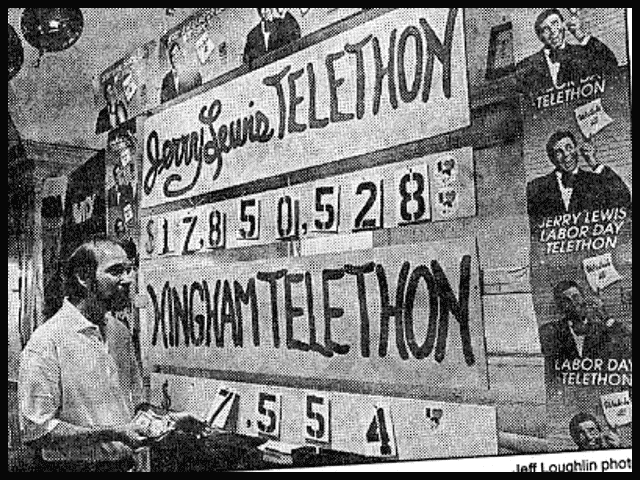 Jerry Lewis TELETHON
$17,850,528
HINGHAM TELETHON
$7,554
TELETHON
JERRY LEWIS
LABOR DAY
TELETHON
LABOR DAY
TELETHON
Jeff Loughlin phot